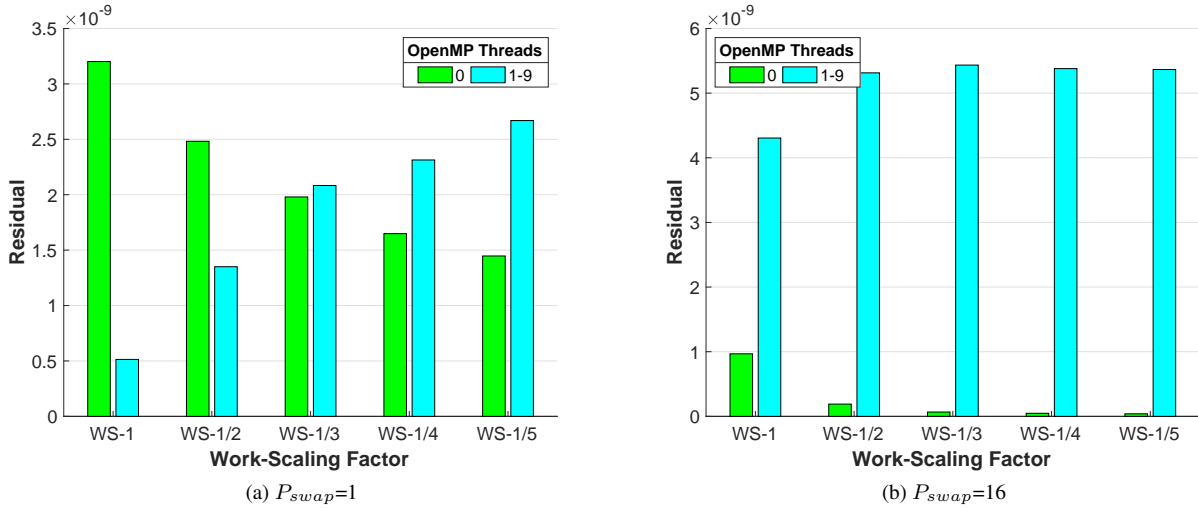 ×10-9
3.5
3
2.5
2
1.5
1
0.5
0
Residual
OpenMP Threads
0 1-9
WS-1 WS-1/2 WS-1/3 WS-1/4 WS-1/5
Work-Scaling Factor
(a) Pswap=1
×10-9
6
5
4
3
2
1
0
Residual
OpenMP Threads
0 1-9
WS-1 WS-1/2 WS-1/3 WS-1/4 WS-1/5
Work-Scaling Factor
(b) Pswap=16